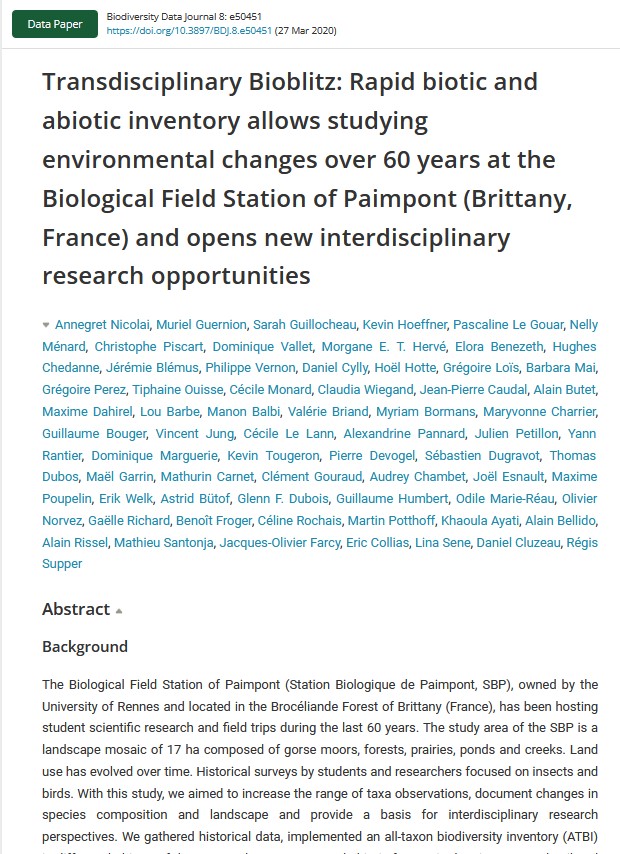 Data Paper
Biodiversity Data Journal 8: e50451
https://doi.org/10.3897/BDJ.8.e50451 (27 Mar 2020)
Transdisciplinary Bioblitz: Rapid biotic and
abiotic inventory allows studying
environmental changes over 60 years at the
Biological Field Station of Paimpont (Brittany,
France) and opens new interdisciplinary
research opportunities
Annegret Nicolai, Muriel Guernion, Sarah Guillocheau, Kevin Hoeffner, Pascaline Le Gouar, Nelly
Ménard, Christophe Piscart, Dominique Vallet, Morgane E. T. Hervé, Elora Benezeth, Hughes
Chedanne, Jérémie Blémus, Philippe Vernon, Daniel Cylly, Hoël Hotte, Grégoire Loïs, Barbara Mai,
Grégoire Perez, Tiphaine Ouisse, Cécile Monard, Claudia Wiegand, Jean-Pierre Caudal, Alain Butet,
Maxime Dahirel, Lou Barbe, Manon Balbi, Valérie Briand, Myriam Bormans, Maryvonne Charrier,
Guillaume Bouger, Vincent Jung, Cécile Le Lann, Alexandrine Pannard, Julien Petillon, Yann
Rantier, Dominique Marguerie, Kevin Tougeron, Pierre Devogel, Sébastien Dugravot, Thomas
Dubos, Maël Garrin, Mathurin Carnet, Clément Gouraud, Audrey Chambet, Joël Esnault, Maxime
Poupelin, Erik Welk, Astrid Bütof, Glenn F. Dubois, Guillaume Humbert, Odile Marie-Réau, Olivier
Norvez, Gaëlle Richard, Benoît Froger, Céline Rochais, Martin Potthoff, Khaoula Ayati, Alain Bellido,
Alain Rissel, Mathieu Santonja, Jacques-Olivier Farcy, Eric Collias, Lina Sene, Daniel Cluzeau, Régis
Supper
Abstract
Background
The Biological Field Station of Paimpont (Station Biologique de Paimpont, SBP), owned by the
University of Rennes and located in the Brocéliande Forest of Brittany (France), has been hosting
student scientific research and field trips during the last 60 years. The study area of the SBP is a
landscape mosaic of 17 ha composed of gorse moors, forests, prairies, ponds and creeks. Land
use has evolved over time. Historical surveys by students and researchers focused on insects and
birds. With this study, we aimed to increase the range of taxa observations, document changes in
species composition and landscape and provide a basis for interdisciplinary research
perspectives. We gathered historical data, implemented an all-taxon biodiversity inventory (ATBI)